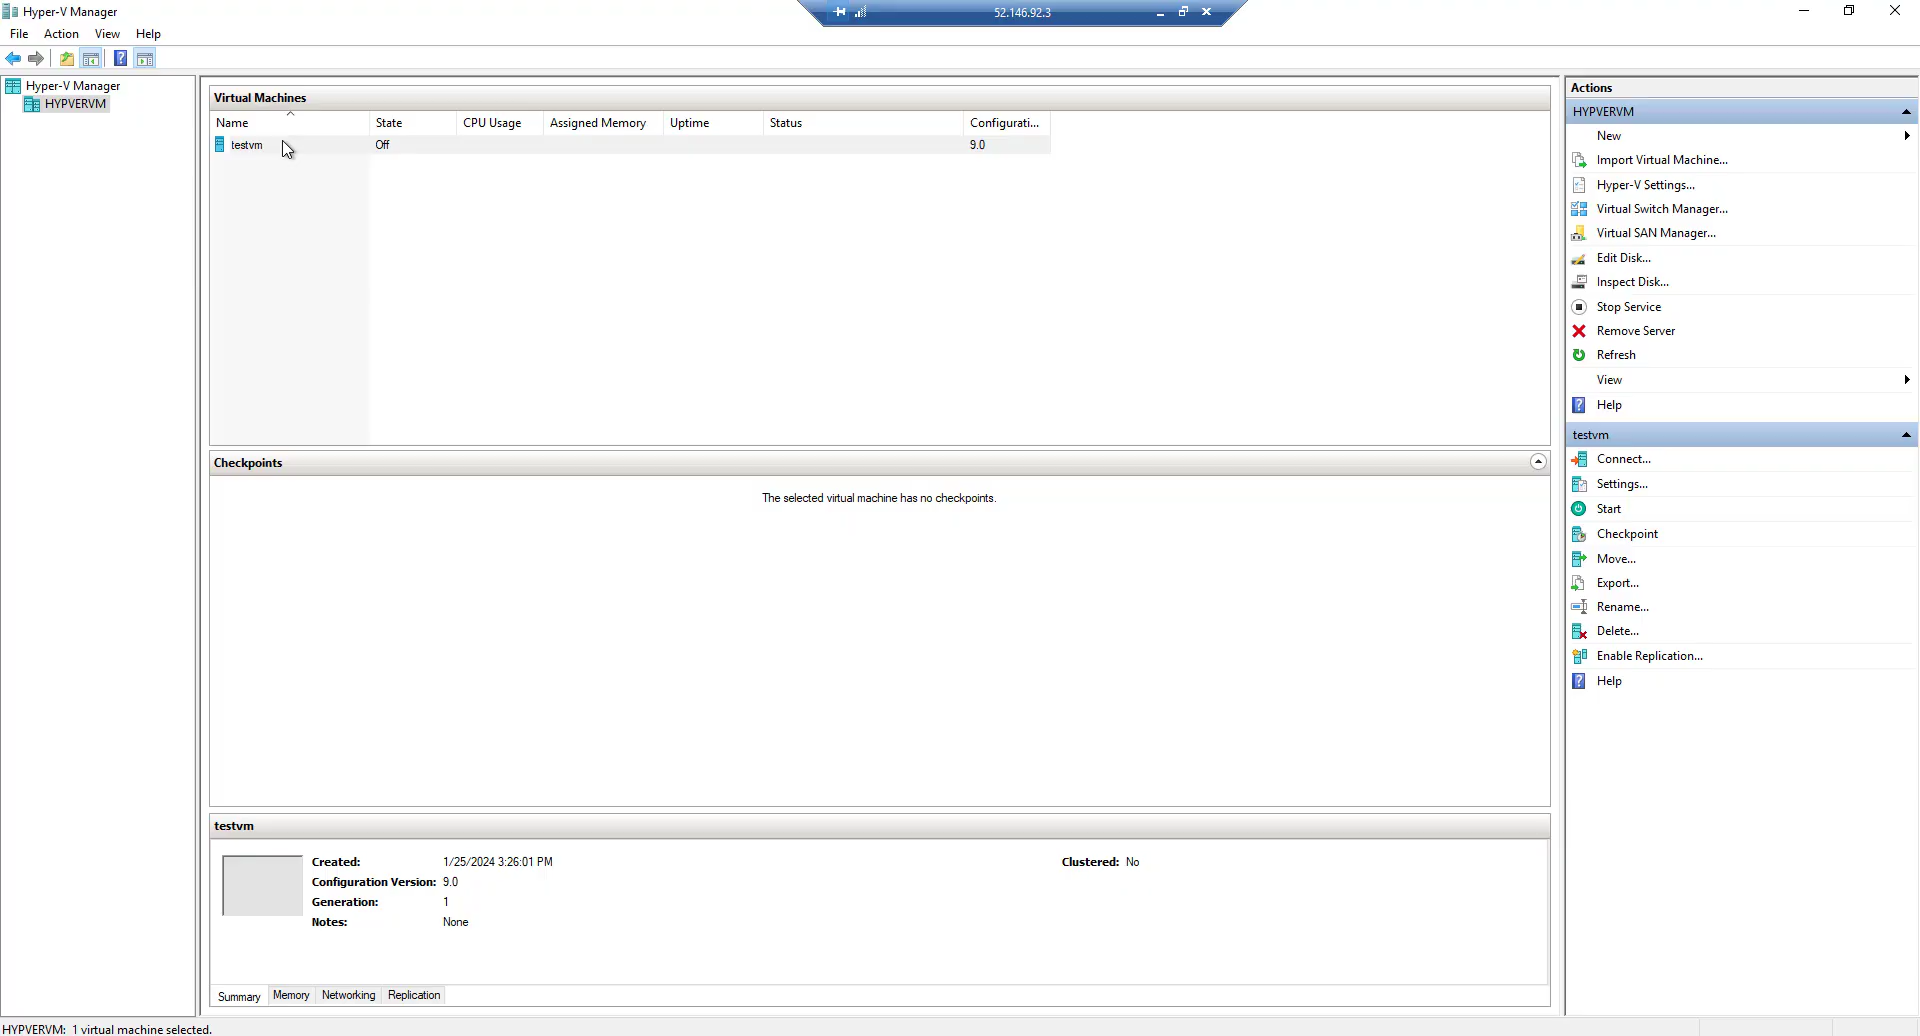 Hyper-V Manager
52.146.92.3
File Action View Help
Hyper-V Manager
HYPVERVM
Virtual Machines
Name State CPU Usage Assigned Memory Uptime Status Configurati...
testvm Off 9.0
Checkpoints
The selected virtual machine has no checkpoints.
testvm
Created: 1/25/2024 3:26:01 PM Clustered: No
Configuration Version: 9.0
Generation: 1
Notes: None
Summary Memory Networking Replication
Actions
HYPVERVM
New
Import Virtual Machine...
Hyper-V Settings...
Virtual Switch Manager...
Virtual SAN Manager...
Edit Disk...
Inspect Disk...
Stop Service
Remove Server
Refresh
View
Help
testvm
Connect...
Settings...
Start
Checkpoint
Move...
Export...
Rename...
Delete...
Enable Replication...
Help
HYPVERVM: 1 virtual machine selected.